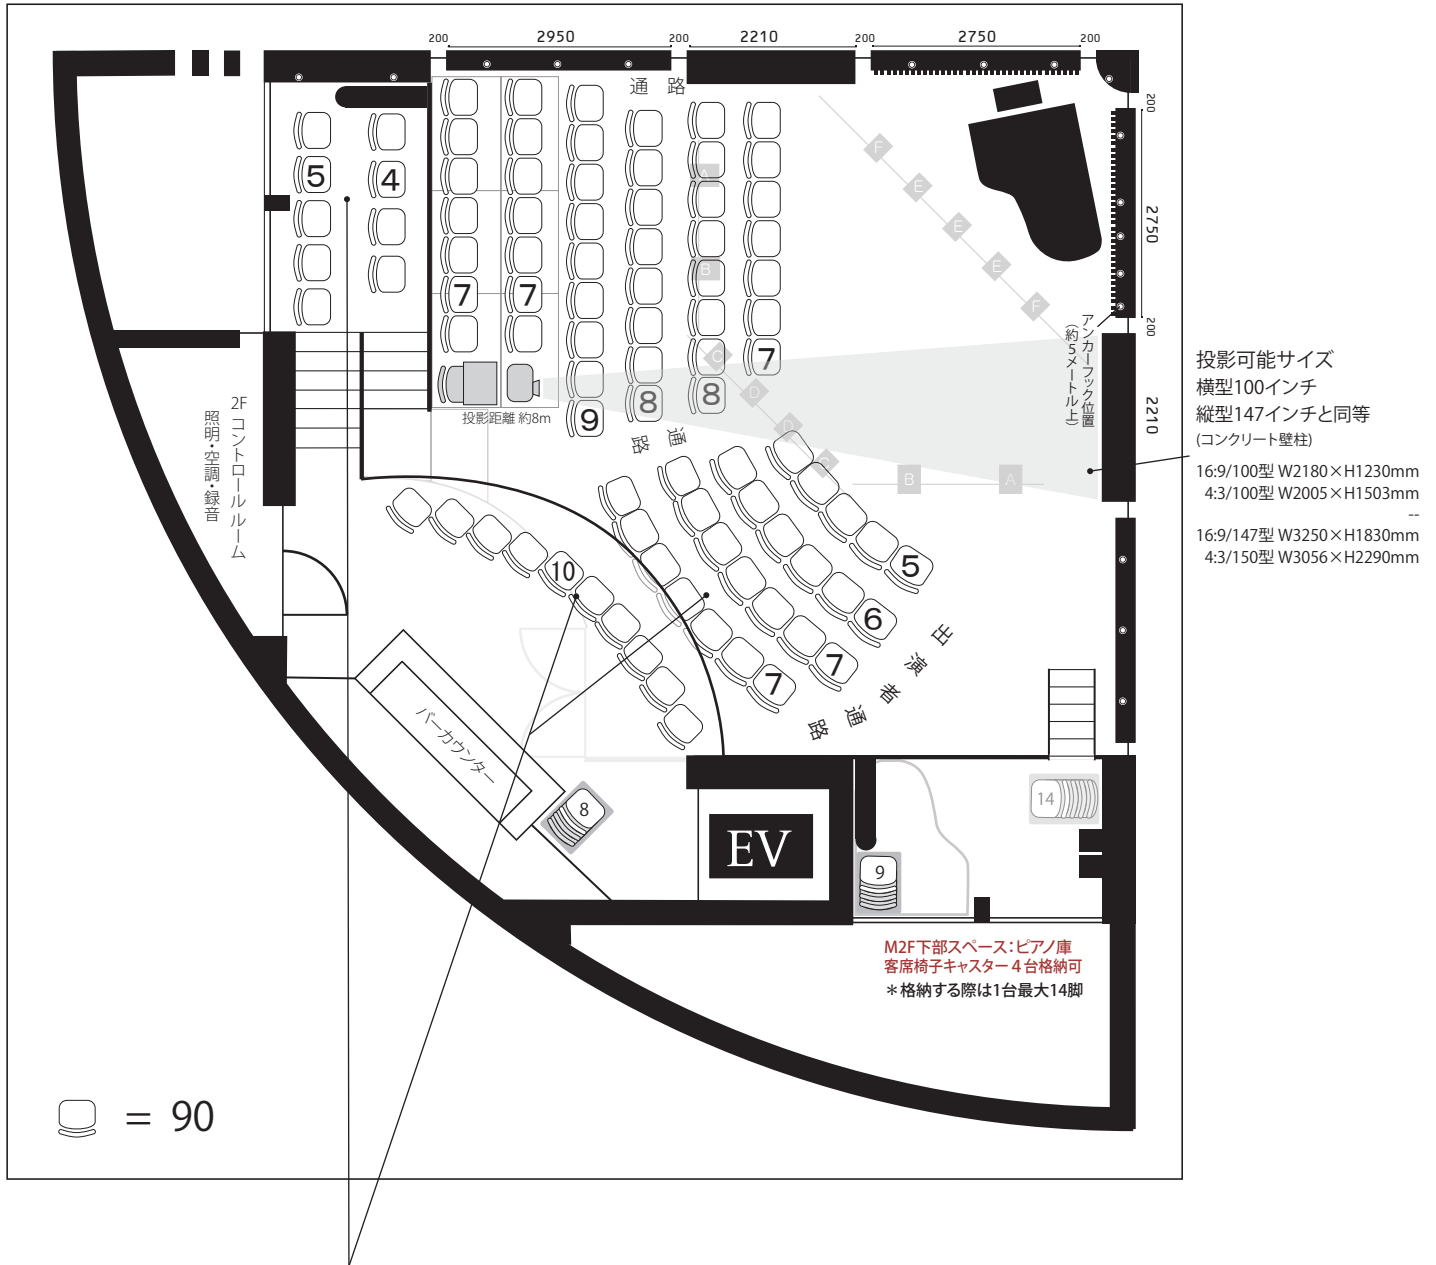 200
2950
200
2210
200
2750
200
通 路
200
2750
200
2210
5
4
7
7
9
8
8
7
A
B
C
D
D
C
B
A
F
E
E
E
F
アンカーフック位置
(約5メートル上)
投影距離 約8m
通路
2F コントロールルーム
照明・空調・録音
投影可能サイズ
横型100インチ
縦型147インチと同等
(コンクリート壁柱)
16:9/100型 W2180×H1230mm
4:3/100型 W2005×H1503mm
--
16:9/147型 W3250×H1830mm
4:3/150型 W3056×H2290mm
10
5
6
7
7
出演者通路
バーカウンター
8
EV
14
9
M2F下部スペース：ピアノ庫
客席椅子キャスター４台格納可
＊格納する際は1台最大14脚
= 90